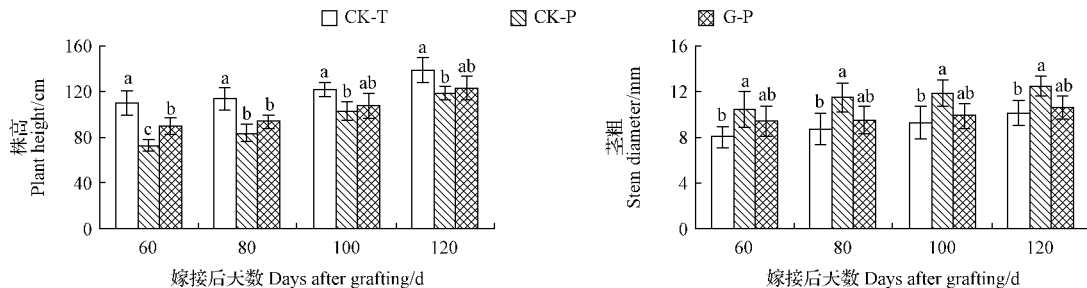 CK-T CK-P G-P
株高
Plant height/cm
160
120
80
40
0
a
c
b
a
b
b
a
b
ab
a
b
ab
60 80 100 120
嫁接后天数 Days after grafting/d
茎粗
Stem diameter/mm
16
12
8
4
0
b
a
ab
b
a
ab
b
a
ab
b
a
ab
60 80 100 120
嫁接后天数 Days after grafting/d